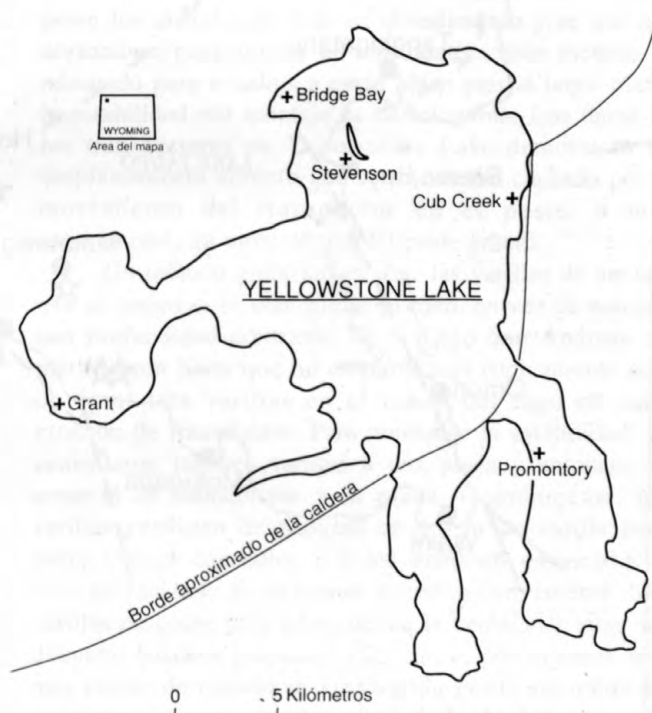 Bridge Bay
WYOMING
Area del mapa
Stevenson
Cub Creek
YELLOWSTONE LAKE
Grant
Promontory
Borde aproximado de la caldera
0 5 Kilómetros